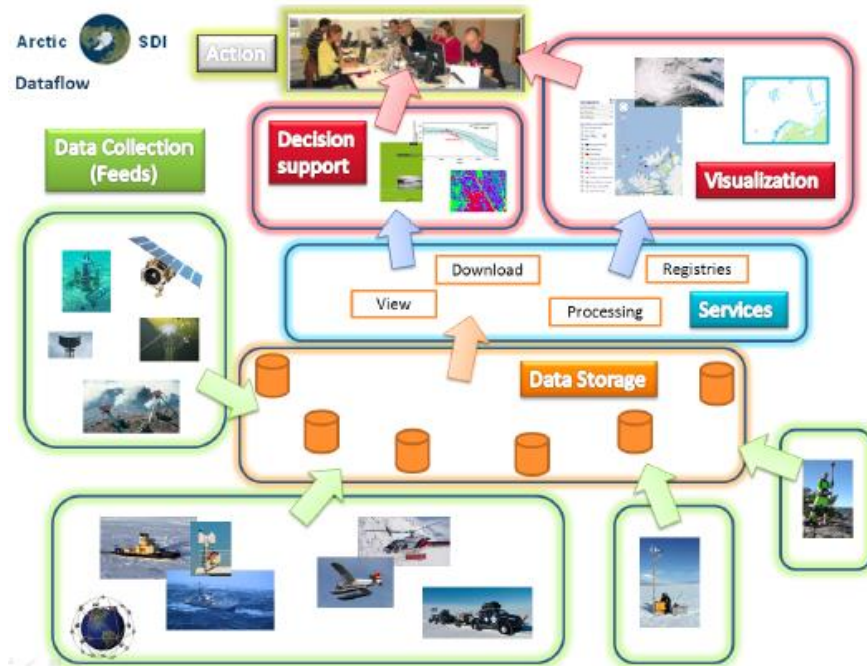 Arctic SDI
Dataflow
Action
Data Collection
(Feeds)
Decision
support
Visualization
Download
Registries
View
Processing
Services
Data Storage